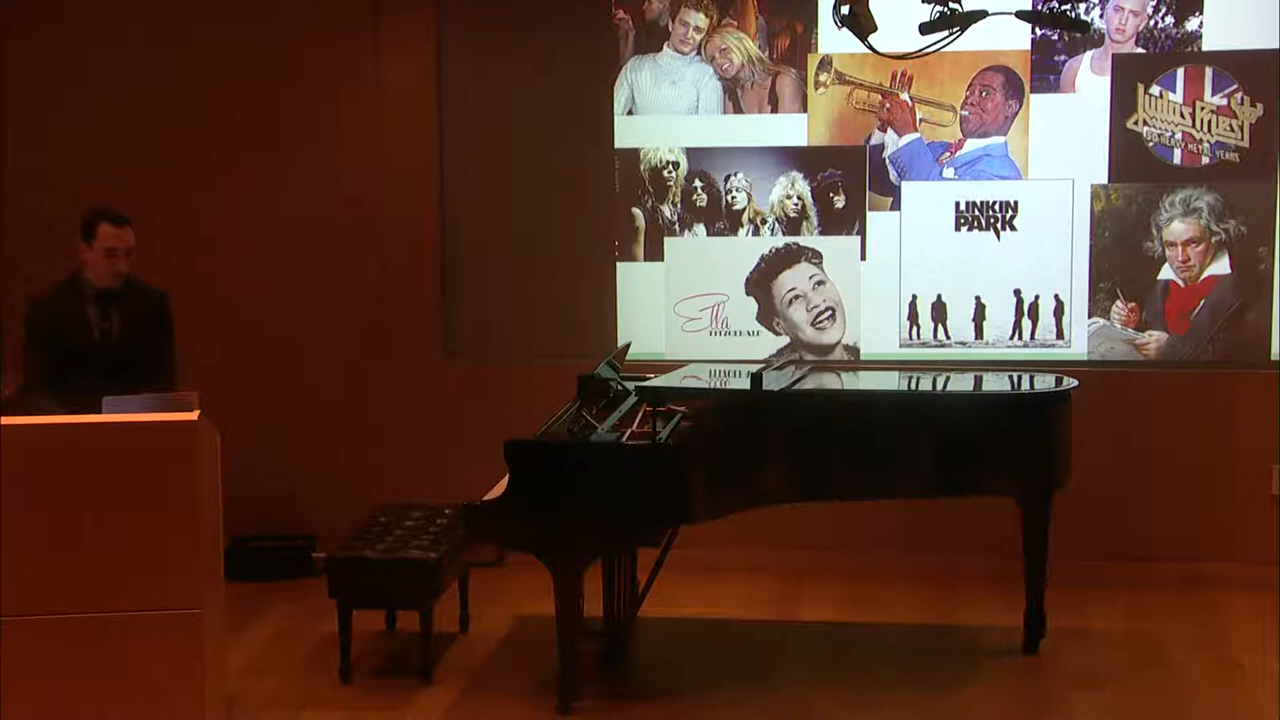 Judas Priest
50 HEAVY METAL YEARS
LINKIN
PARK
Ella
FITZGERALD